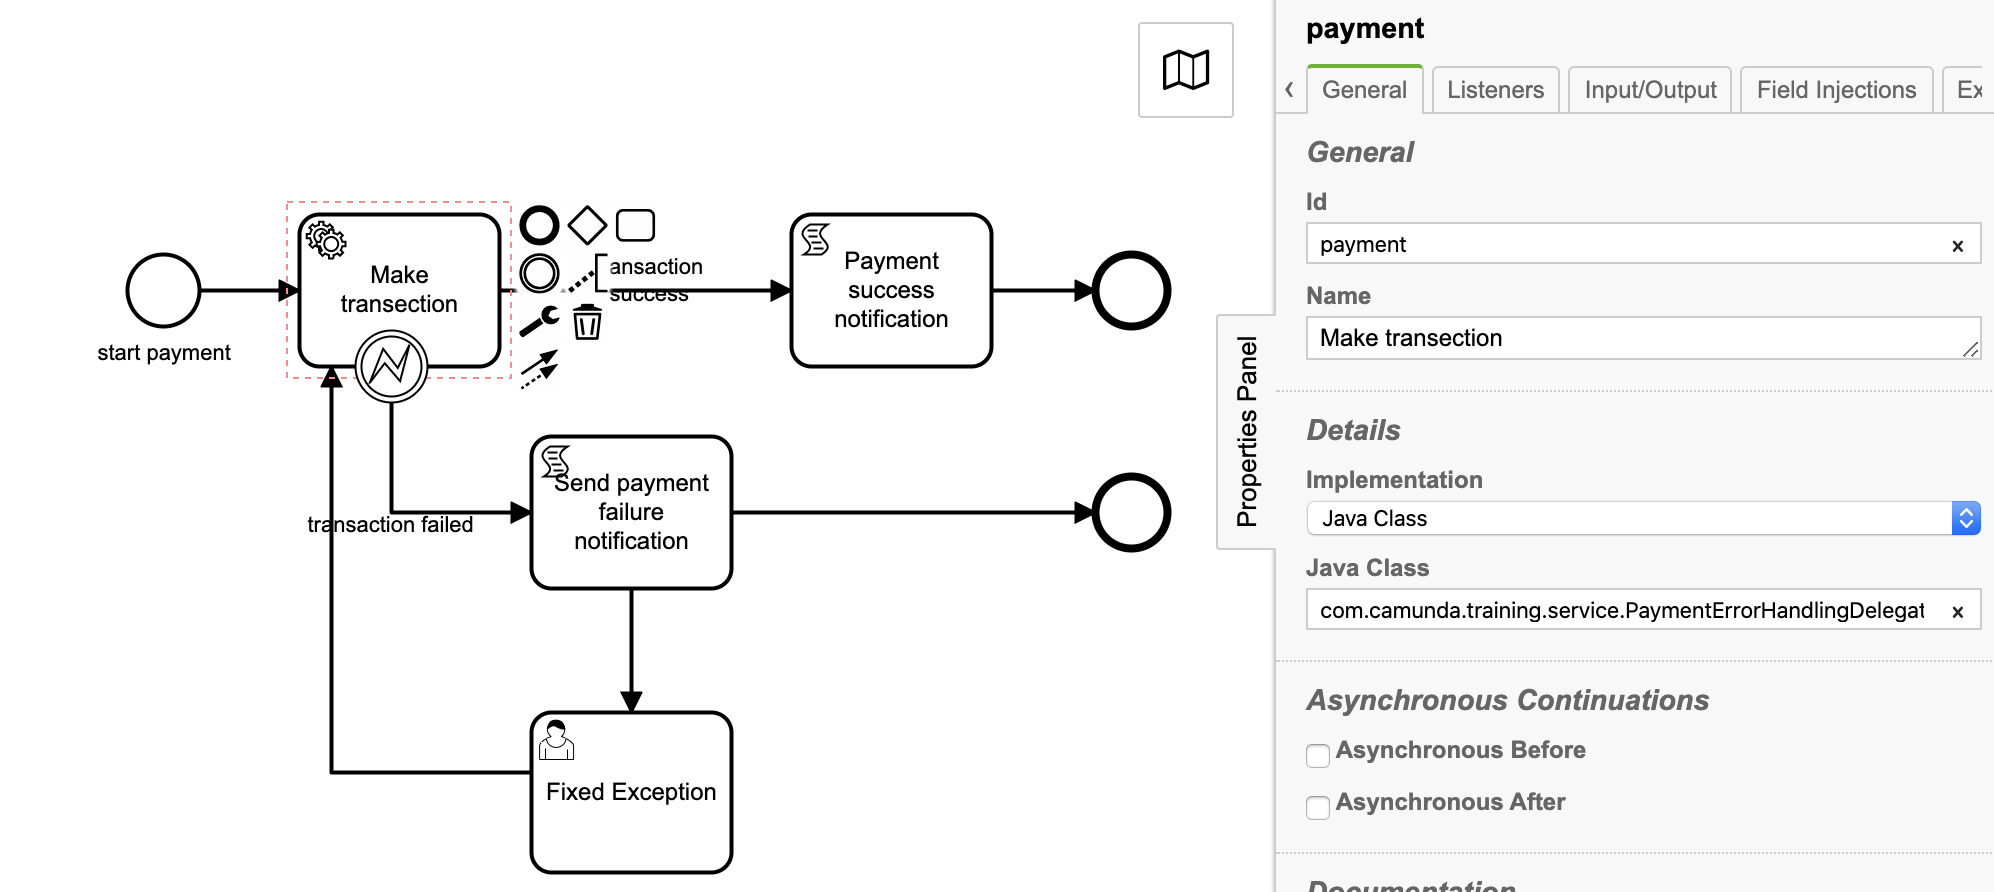 start payment
Make
transection
ansaction
success
Payment
success
notification
transaction failed
Send payment
failure
notification
Fixed Exception
Properties Panel
payment
General
Listeners
Input/Output
Field Injections
Ex
General
Id
payment
Name
Make transection
Details
Implementation
Java Class
Java Class
com.camunda.training.service.PaymentErrorHandlingDelegat
Asynchronous Continuations
Asynchronous Before
Asynchronous After
Documentation